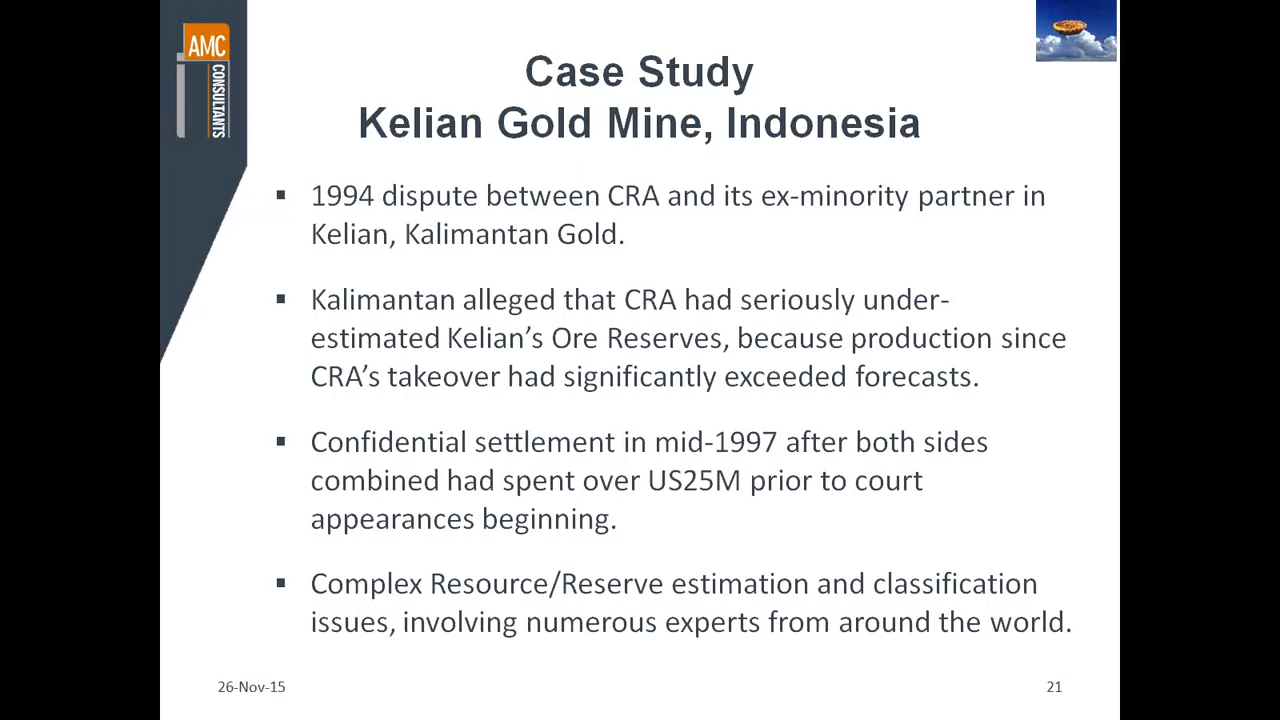 AMC
CONSULTANTS
Case Study
Kelian Gold Mine, Indonesia
▪ 1994 dispute between CRA and its ex-minority partner in
Kelian, Kalimantan Gold.
▪ Kalimantan alleged that CRA had seriously under-
estimated Kelian’s Ore Reserves, because production since
CRA’s takeover had significantly exceeded forecasts.
▪ Confidential settlement in mid-1997 after both sides
combined had spent over US25M prior to court
appearances beginning.
▪ Complex Resource/Reserve estimation and classification
issues, involving numerous experts from around the world.
26-Nov-15
21